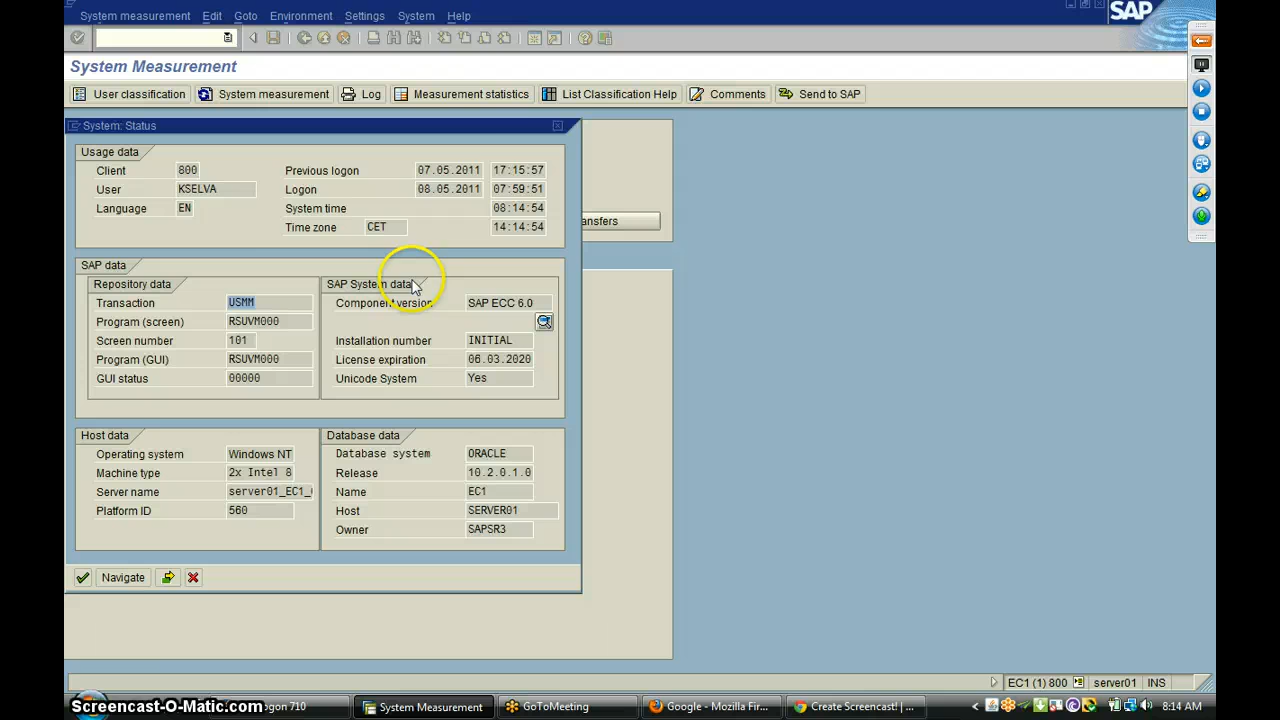 System measurement Edit Goto Environment Settings System Help
SAP
System Measurement
User classification System measurement Log Measurement statistics List Classification Help Comments Send to SAP
System: Status
Usage data
Client 800 Previous logon 07.05.2011 17:15:57
User KSELVA Logon 08.05.2011 07:59:51
Language EN System time 08:14:54
Time zone CET 14:14:54
ansfers
SAP data
Repository data SAP System data
Transaction USMM Component version SAP ECC 6.0
Program (screen) RSUVM000
Screen number 101 Installation number INITIAL
Program (GUI) RSUVM000 License expiration 06.03.2020
GUI status 00000 Unicode System Yes
Host data Database data
Operating system Windows NT Database system ORACLE
Machine type 2x Intel 8 Release 10.2.0.1.0
Server name server01_EC1_ Name EC1
Platform ID 560 Host SERVER01
Owner SAPSR3
Navigate
EC1 (1) 800 server01 INS
Screencast-O-Matic.com ogon 710 System Measurement GoToMeeting Google - Mozilla Fir... Create Screencast! | ... 8:14 AM